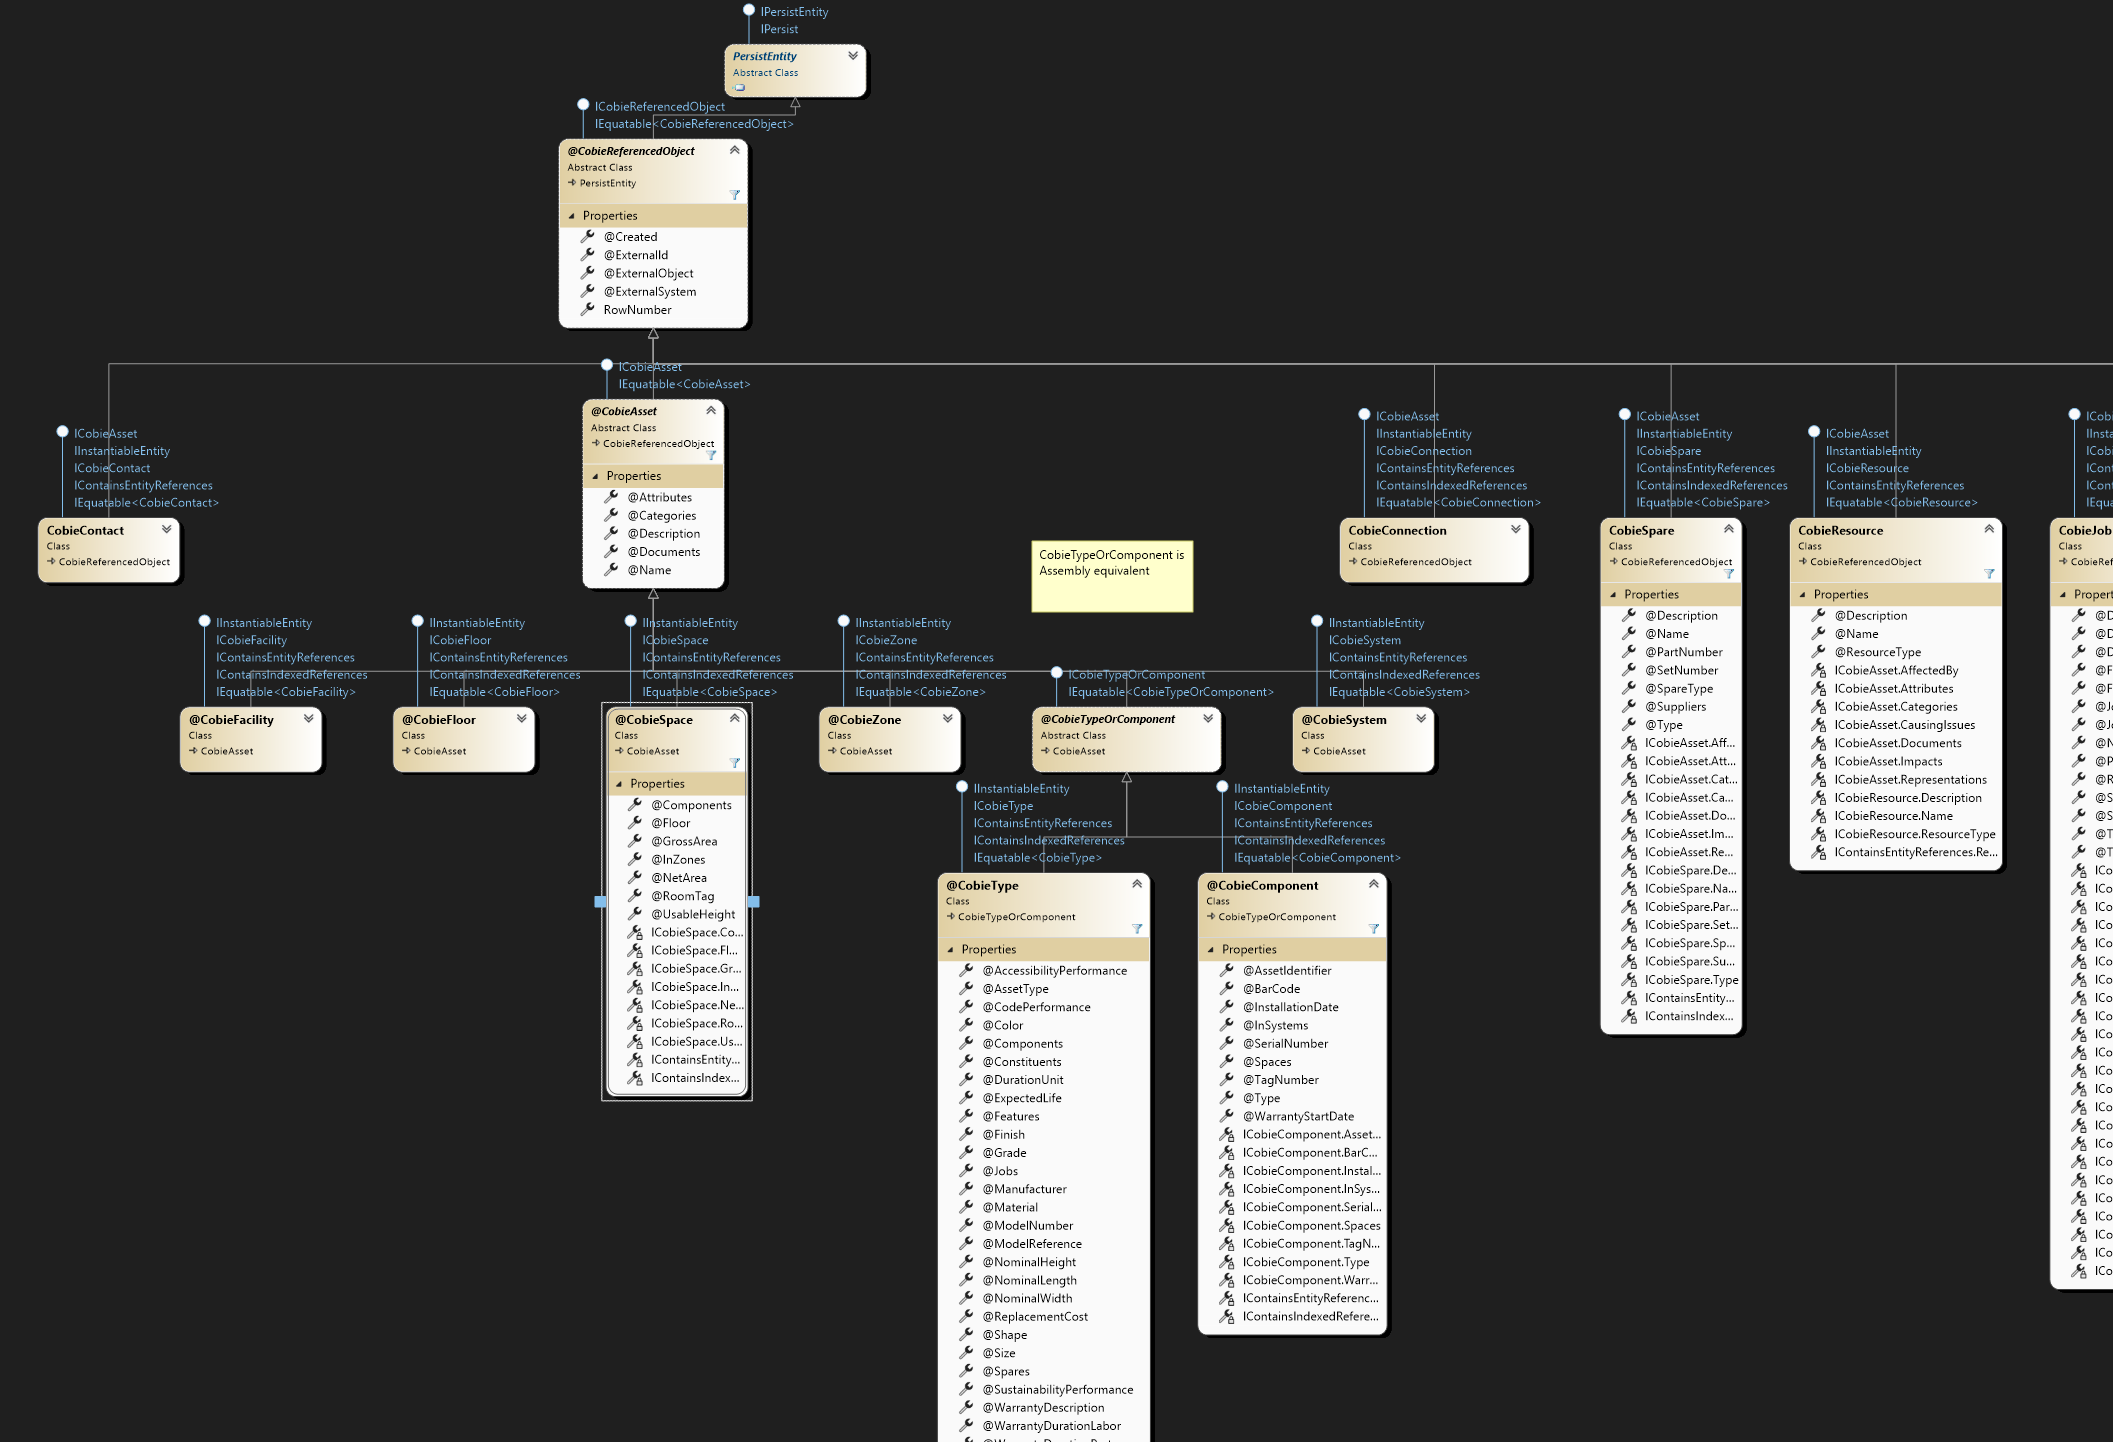 IPersistEntity
IPersist
PersistEntity
Abstract Class
ICobieReferencedObject
IEquatable<CobieReferencedObject>
@CobieReferencedObject
Abstract Class
PersistEntity
Properties
@Created
@ExternalId
@ExternalObject
@ExternalSystem
RowNumber
ICobieAsset
IEquatable<CobieAsset>
@CobieAsset
Abstract Class
CobieReferencedObject
Properties
@Attributes
@Categories
@Description
@Documents
@Name
ICobieAsset
IInstantiableEntity
ICobieContact
IContainsEntityReferences
IEquatable<CobieContact>
CobieContact
Class
CobieReferencedObject
CobieTypeOrComponent is
Assembly equivalent
ICobieAsset
IInstantiableEntity
ICobieConnection
IContainsEntityReferences
IContainsIndexedReferences
IEquatable<CobieConnection>
CobieConnection
Class
CobieReferencedObject
ICobieAsset
IInstantiableEntity
ICobieSpare
IContainsEntityReferences
IContainsIndexedReferences
IEquatable<CobieSpare>
CobieSpare
Class
CobieReferencedObject
Properties
@Description
@Name
@PartNumber
@SetNumber
@SpareType
@Suppliers
@Type
ICobieAsset.Aff...
ICobieAsset.Att...
ICobieAsset.Cat...
ICobieAsset.Ca...
ICobieAsset.Do...
ICobieAsset.Im...
ICobieAsset.Re...
ICobieSpare.De...
ICobieSpare.Na...
ICobieSpare.Par...
ICobieSpare.Set...
ICobieSpare.Sp...
ICobieSpare.Su...
ICobieSpare.Type
IContainsEntity...
IContainsIndex...
ICobieAsset
IInstantiableEntity
ICobieResource
IContainsEntityReferences
IEquatable<CobieResource>
CobieResource
Class
CobieReferencedObject
Properties
@Description
@Name
@ResourceType
ICobieAsset.AffectedBy
ICobieAsset.Attributes
ICobieAsset.Categories
ICobieAsset.CausingIssues
ICobieAsset.Documents
ICobieAsset.Impacts
ICobieAsset.Representations
ICobieResource.Description
ICobieResource.Name
ICobieResource.ResourceType
IContainsEntityReferences.Re...
CobieJob
Class
IInstantiableEntity
ICobieFacility
IContainsEntityReferences
IContainsIndexedReferences
IEquatable<CobieFacility>
@CobieFacility
Class
CobieAsset
IInstantiableEntity
ICobieFloor
IContainsEntityReferences
IContainsIndexedReferences
IEquatable<CobieFloor>
@CobieFloor
Class
CobieAsset
IInstantiableEntity
ICobieSpace
IContainsEntityReferences
IContainsIndexedReferences
IEquatable<CobieSpace>
@CobieSpace
Class
CobieAsset
Properties
@Components
@Floor
@GrossArea
@InZones
@NetArea
@RoomTag
@UsableHeight
ICobieSpace.Co...
ICobieSpace.Fl...
ICobieSpace.Gr...
ICobieSpace.In...
ICobieSpace.Ne...
ICobieSpace.Ro...
ICobieSpace.Us...
IContainsEntity...
IContainsIndex...
IInstantiableEntity
ICobieZone
IContainsEntityReferences
IContainsIndexedReferences
IEquatable<CobieZone>
@CobieZone
Class
CobieAsset
ICobieTypeOrComponent
IEquatable<CobieTypeOrComponent>
@CobieTypeOrComponent
Abstract Class
CobieAsset
IInstantiableEntity
ICobieSystem
IContainsEntityReferences
IContainsIndexedReferences
IEquatable<CobieSystem>
@CobieSystem
Class
CobieAsset
IInstantiableEntity
ICobieType
IContainsEntityReferences
IContainsIndexedReferences
IEquatable<CobieType>
@CobieType
Class
CobieTypeOrComponent
Properties
@AccessibilityPerformance
@AssetType
@CodePerformance
@Color
@Components
@Constituents
@DurationUnit
@ExpectedLife
@Features
@Finish
@Grade
@Jobs
@Manufacturer
@Material
@ModelNumber
@ModelReference
@NominalHeight
@NominalLength
@NominalWidth
@ReplacementCost
@Shape
@Size
@Spares
@SustainabilityPerformance
@WarrantyDescription
@WarrantyDurationLabor
IInstantiableEntity
ICobieComponent
IContainsEntityReferences
IContainsIndexedReferences
IEquatable<CobieComponent>
@CobieComponent
Class
CobieTypeOrComponent
Properties
@AssetIdentifier
@BarCode
@InstallationDate
@InSystems
@SerialNumber
@Spaces
@TagNumber
@Type
@WarrantyStartDate
ICobieComponent.Asset...
ICobieComponent.BarC...
ICobieComponent.Instal...
ICobieComponent.InSys...
ICobieComponent.Serial...
ICobieComponent.Spaces
ICobieComponent.TagN...
ICobieComponent.Type
ICobieComponent.Warr...
IContainsEntityReferenc...
IContainsIndexedRefere...